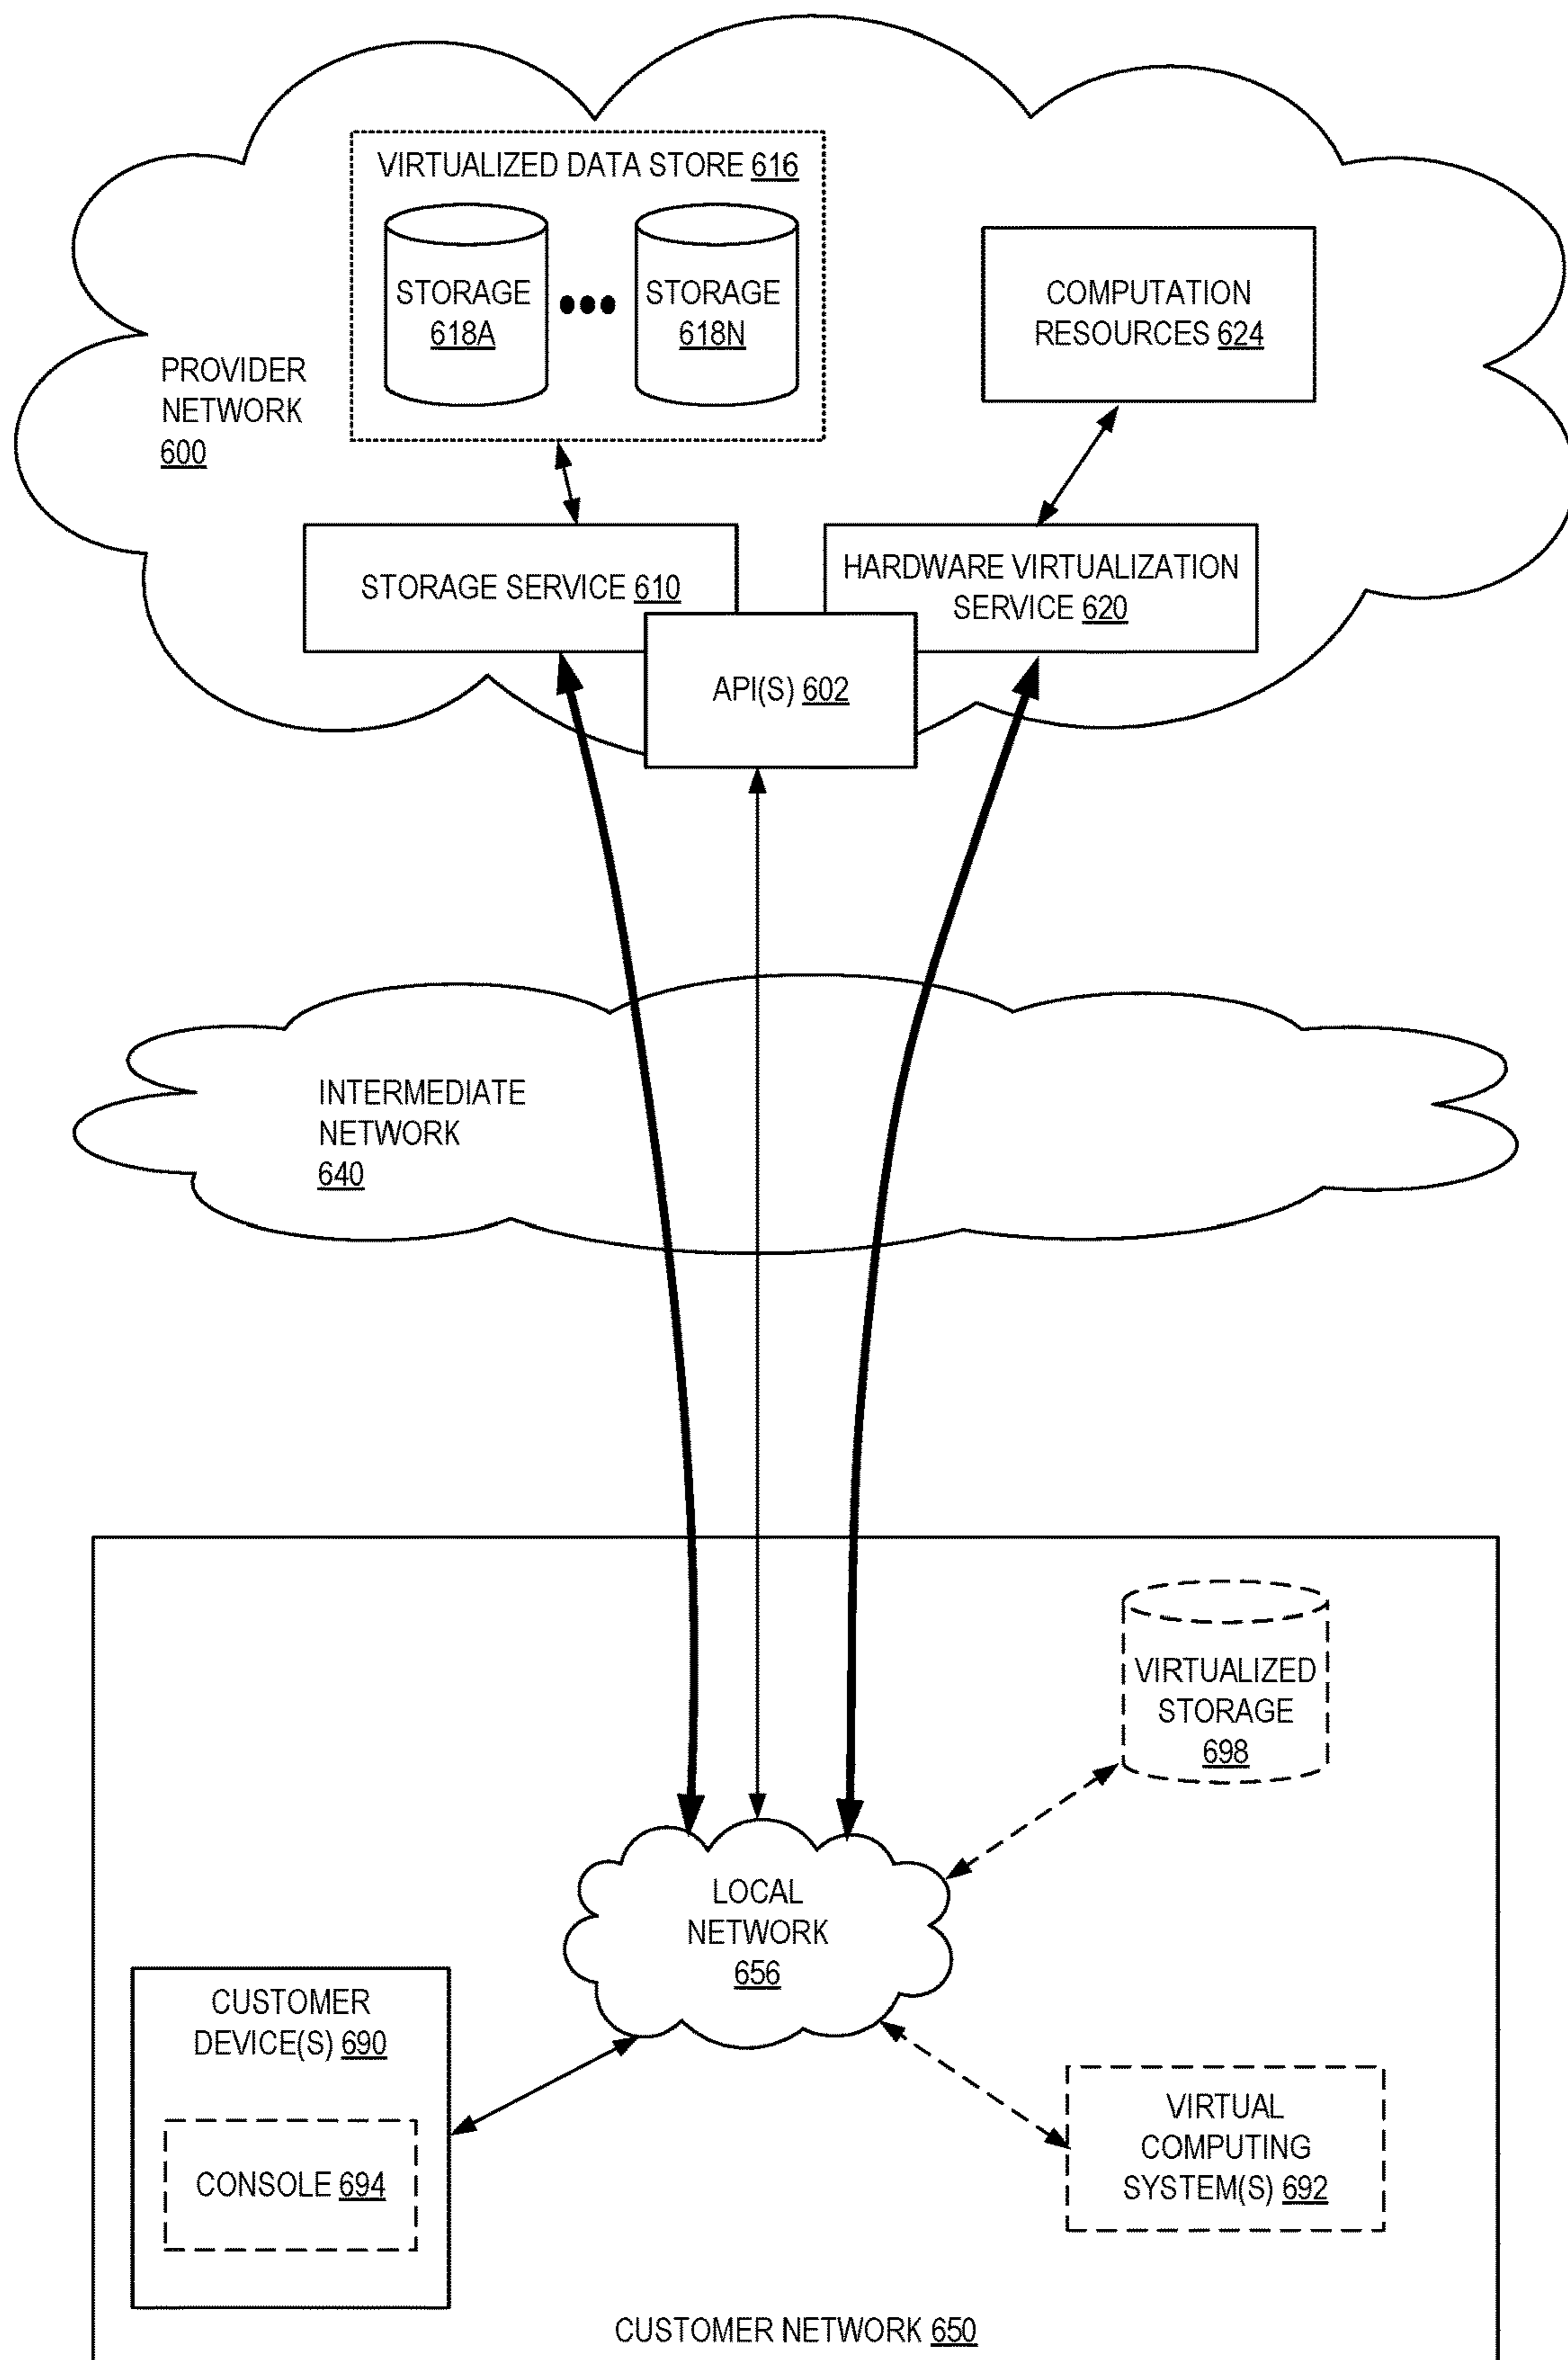 VIRTUALIZED DATA STORE 616
STORAGE
618A
STORAGE
618N
COMPUTATION
RESOURCES 624
PROVIDER
NETWORK
600
STORAGE SERVICE 610
HARDWARE VIRTUALIZATION
SERVICE 620
API(S) 602
INTERMEDIATE
NETWORK
640
VIRTUALIZED
STORAGE
698
LOCAL
NETWORK
656
CUSTOMER
DEVICE(S) 690
CONSOLE 694
VIRTUAL
COMPUTING
SYSTEM(S) 692
CUSTOMER NETWORK 650